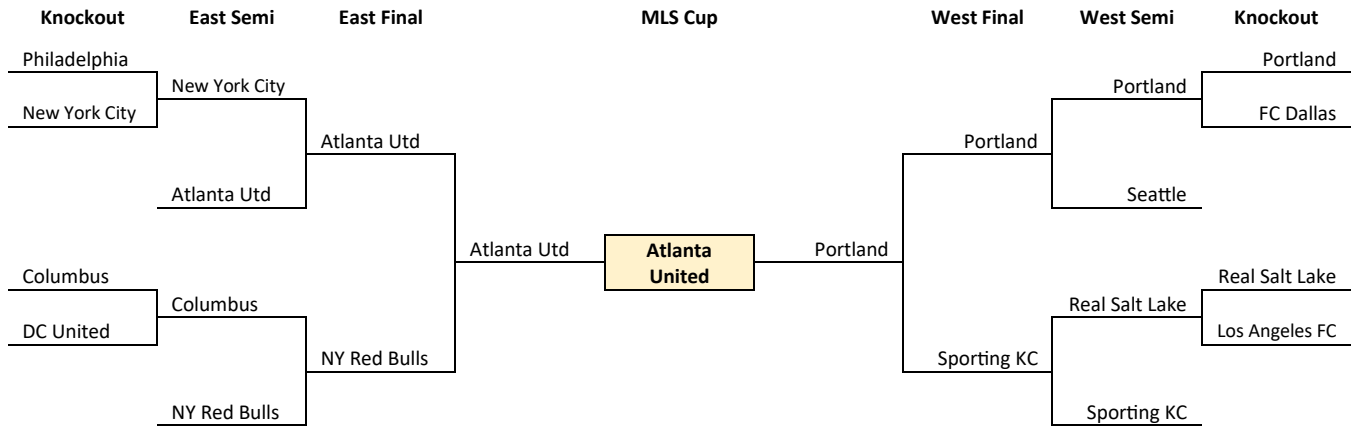 Knockout East Semi East Final MLS Cup West Final West Semi Knockout
Philadelphia Portland
New York City Portland
New York City FC Dallas
Atlanta Utd Portland
Atlanta Utd Seattle
Atlanta Utd Atlanta Portland
United
Columbus Real Salt Lake
Columbus Real Salt Lake
DC United Los Angeles FC
NY Red Bulls Sporting KC
NY Red Bulls Sporting KC